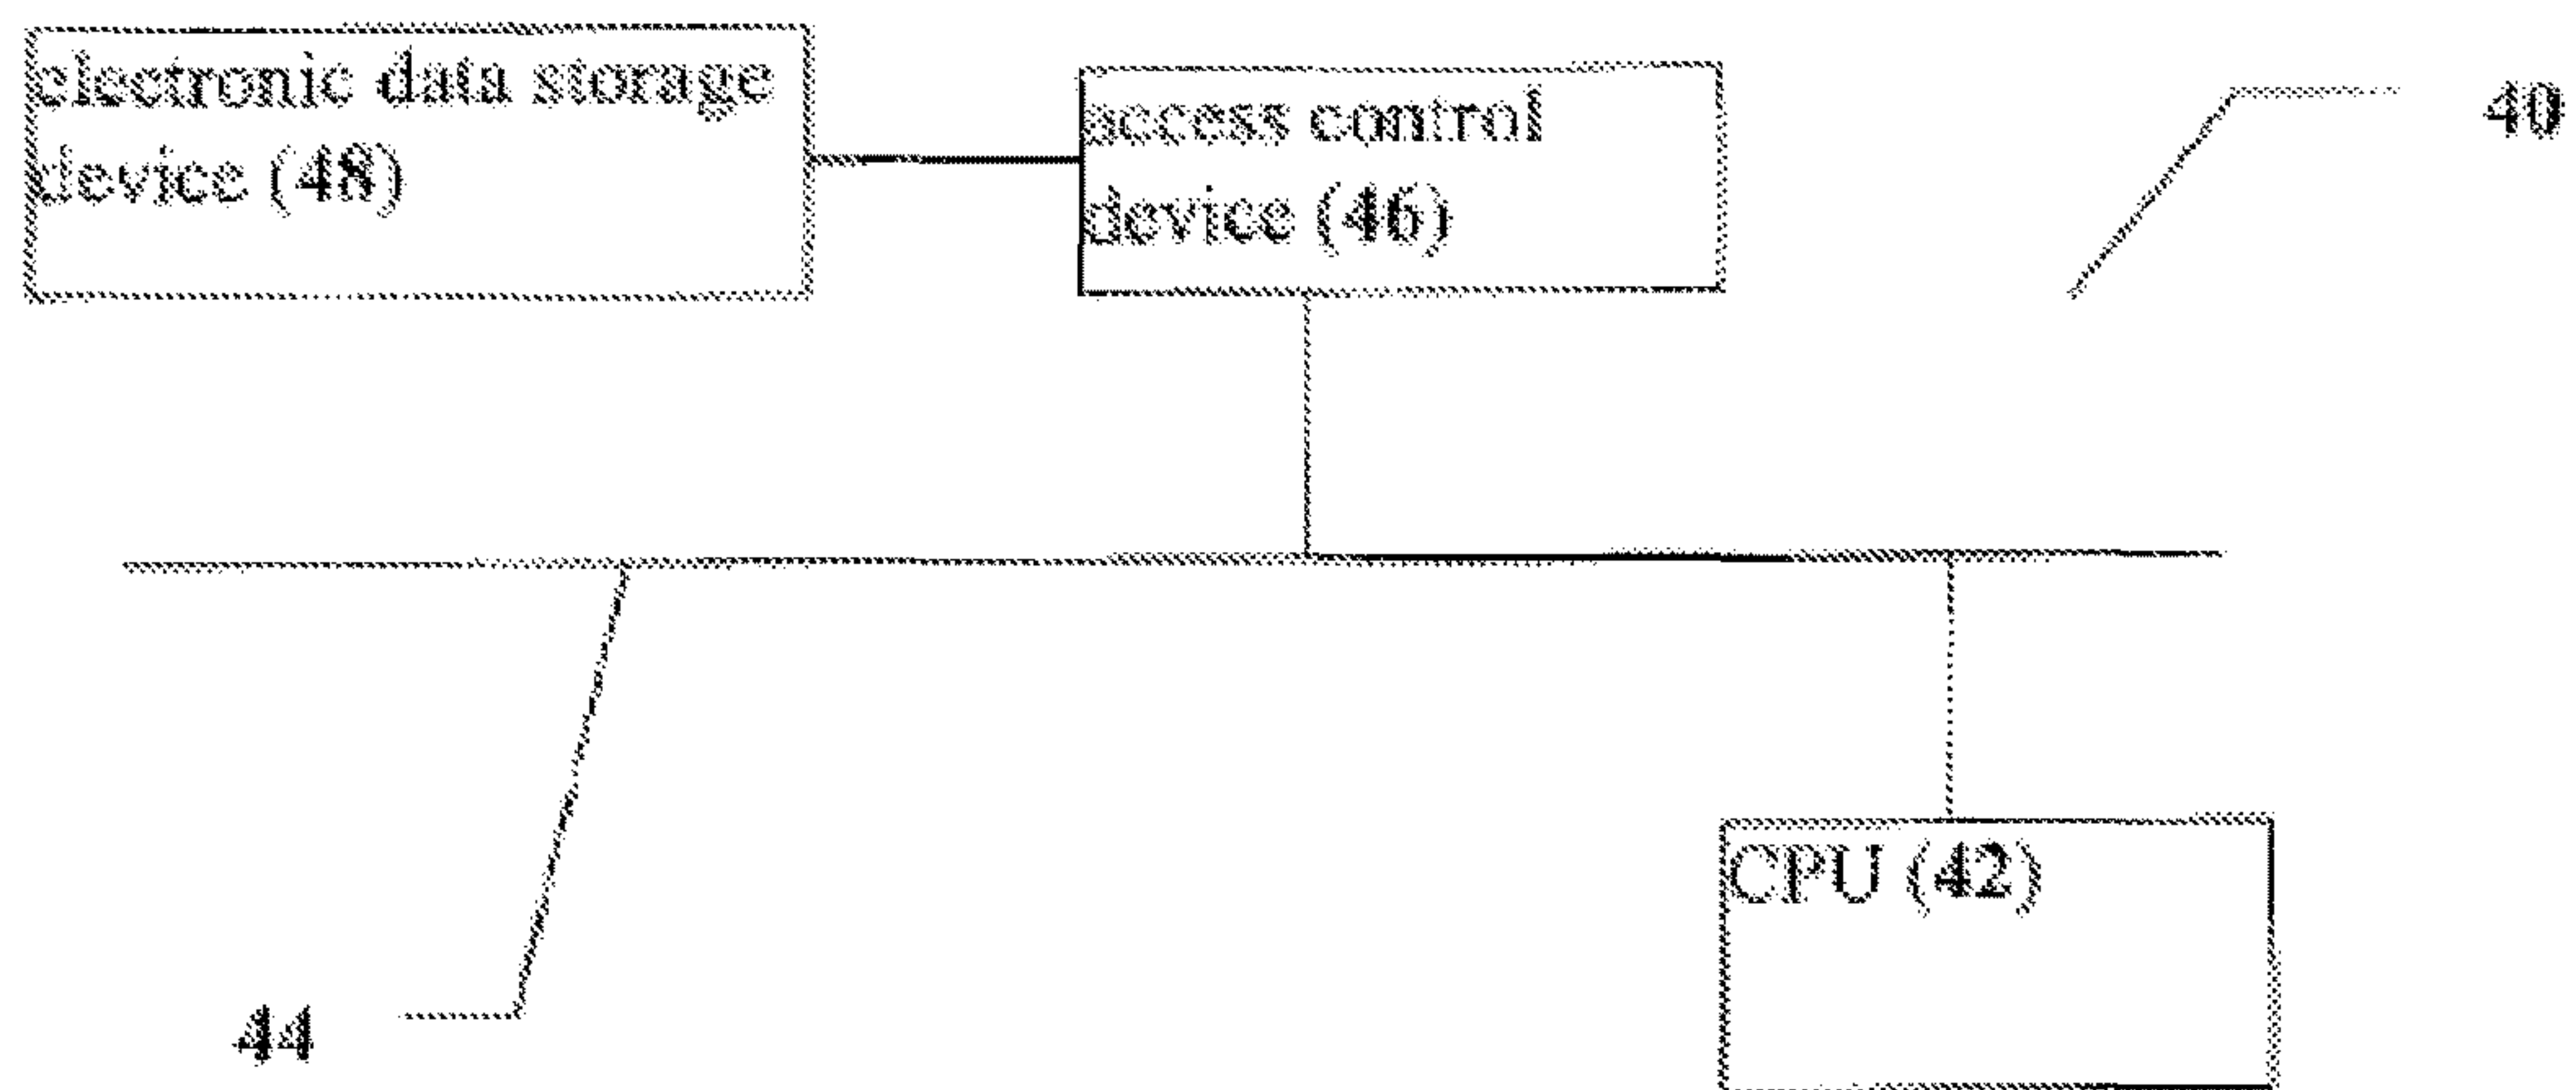 electronic data storage
device (48)
access control
device (46)
40
CPU (42)
44